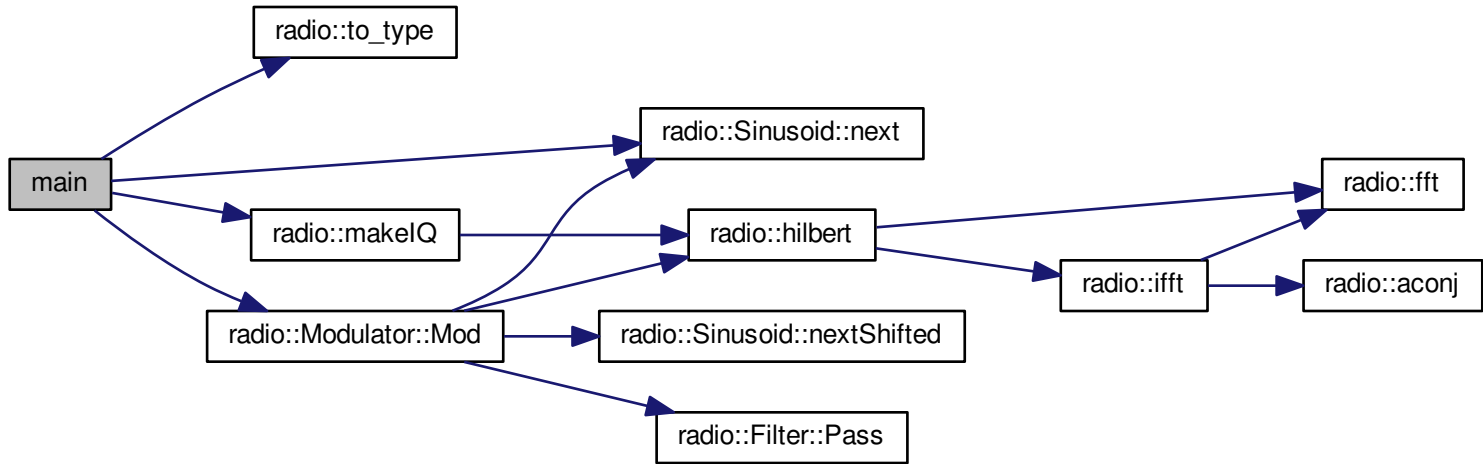 radio::to_type
radio::Sinusoid::next
main
radio::fft
radio::makeIQ
radio::hilbert
radio::ifft
radio::aconj
radio::Modulator::Mod
radio::Sinusoid::nextShifted
radio::Filter::Pass